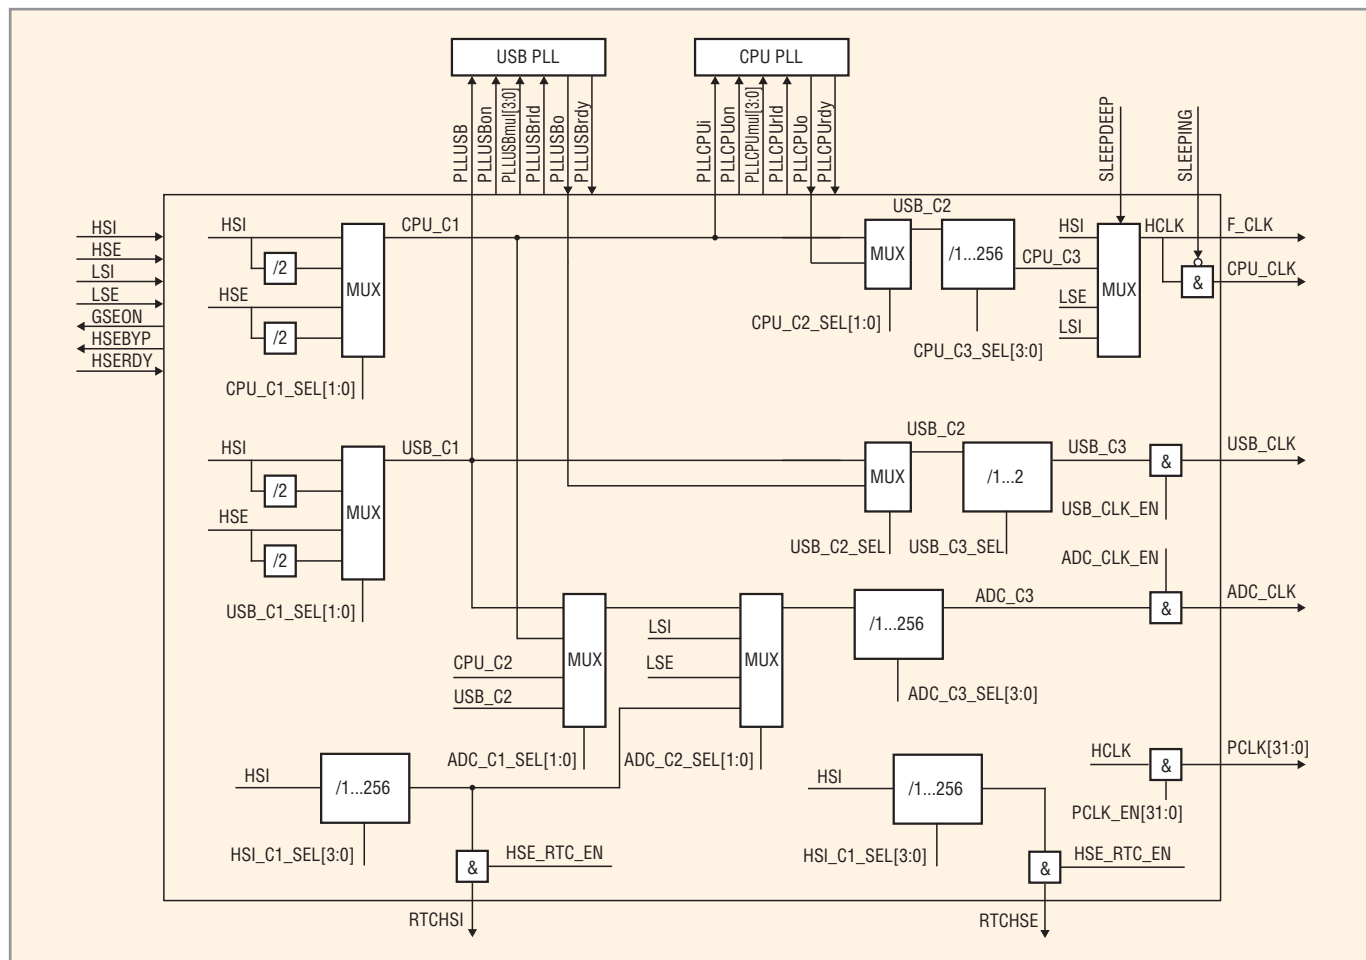 USB PLL
CPU PLL
PLLUSB
PLLUSBon
PLLUSBmul[3:0]
PLLUSBrld
PLLUSBo
PLLUSBrdy
PLLCPUi
PLLCPUon
PLLCPUmul[3:0]
PLLCPUrld
PLLCPUo
PLLCPUrdy
SLEEPDEEP
SLEEPING
HSI
HSE
LSI
LSE
GSEON
HSEBYP
HSERDY
HSI
/2
HSE
/2
MUX
CPU_C1
CPU_C1_SEL[1:0]
MUX
USB_C2
/1...256
CPU_C2_SEL[1:0]
CPU_C3_SEL[3:0]
HSI
CPU_C3
LSE
LSI
MUX
HCLK
F_CLK
&
CPU_CLK
HSI
/2
HSE
/2
MUX
USB_C1
USB_C1_SEL[1:0]
MUX
USB_C2
/1...2
USB_C3
&
USB_CLK
USB_CLK_EN
USB_C2_SEL
USB_C3_SEL
ADC_CLK_EN
CPU_C2
USB_C2
MUX
ADC_C1_SEL[1:0]
LSI
LSE
MUX
ADC_C2_SEL[1:0]
/1...256
ADC_C3
ADC_C3_SEL[3:0]
&
ADC_CLK
HSI
/1...256
HSI_C1_SEL[3:0]
&
HSE_RTC_EN
RTCHSI
HSI
/1...256
HSI_C1_SEL[3:0]
&
HSE_RTC_EN
RTCHSE
HCLK
&
PCLK[31:0]
PCLK_EN[31:0]